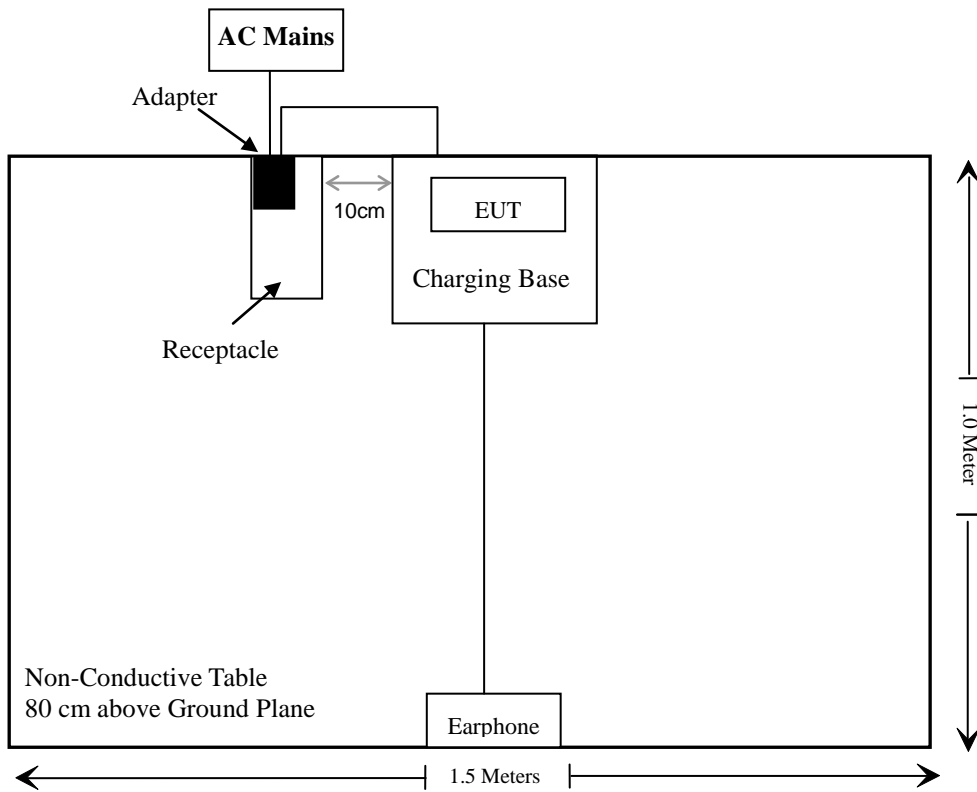 AC Mains
Adapter
10cm
EUT
Charging Base
Receptacle
1.0 Meter
Non-Conductive Table
80 cm above Ground Plane
Earphone
1.5 Meters